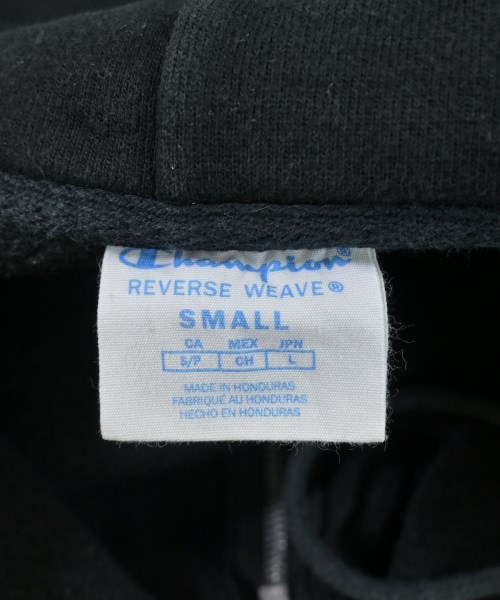 Champion®
REVERSE WEAVE®
SMALL
CA MEX JPN
S/P CH L
MADE IN HONDURAS
FABRIQUÉ AU HONDURAS
HECHO EN HONDURAS